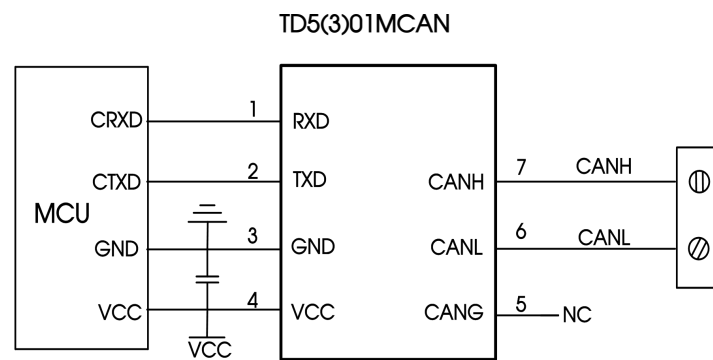 TD5(3)01MCAN
CRXD 1 RXD
CTXD 2 TXD CANH 7 CANH
MCU
GND 3 GND CANL 6 CANL
VCC 4 VCC CANG 5 NC
VCC